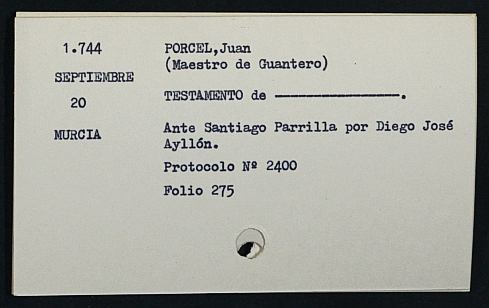 1.744
SEPTIEMBRE
20
MURCIA
PORCEL,Juan
(Maestro de Guantero)
TESTAMENTO de ————————.
Ante Santiago Parrilla por Diego José
Ayllón.
Protocolo Nº 2400
Folio 275